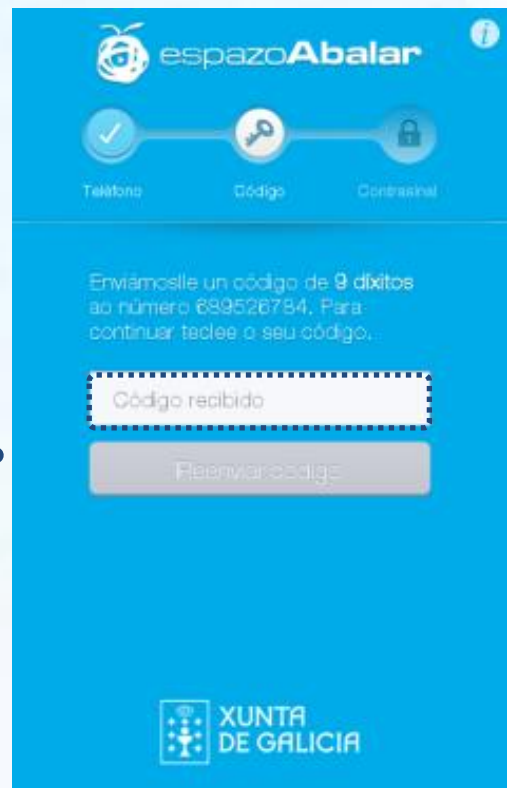 espazoAbalar
Teléfono
Código
Contrasinal
Enviámoslle un código de 9 díxitos
ao número 689526784. Para
continuar teclee o seu código.
Código recibido
Reenviar código
XUNTA
DE GALICIA